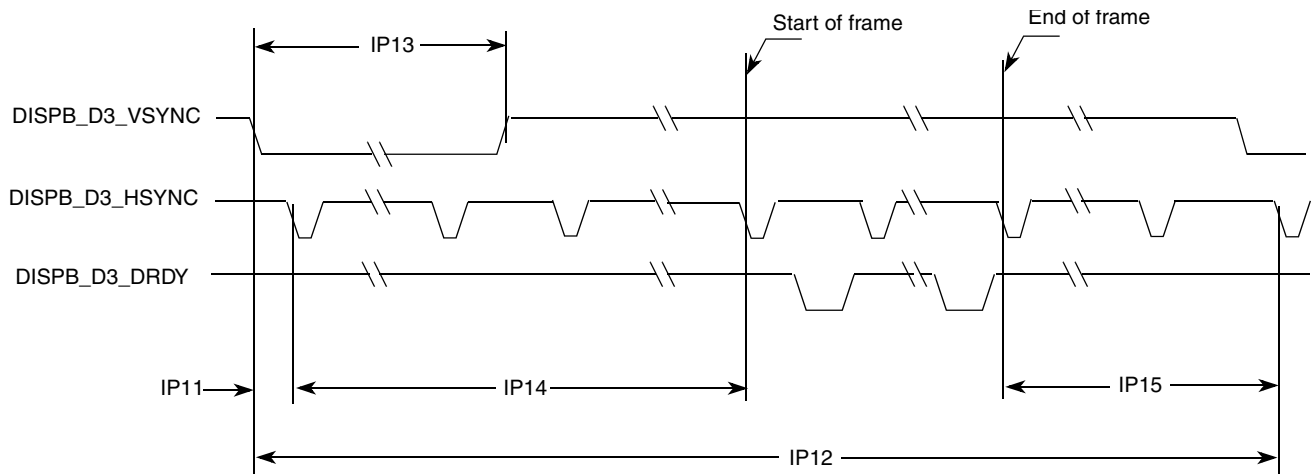 Start of frame
End of frame
IP13
DISPB_D3_VSYNC
DISPB_D3_HSYNC
DISPB_D3_DRDY
IP11
IP14
IP15
IP12